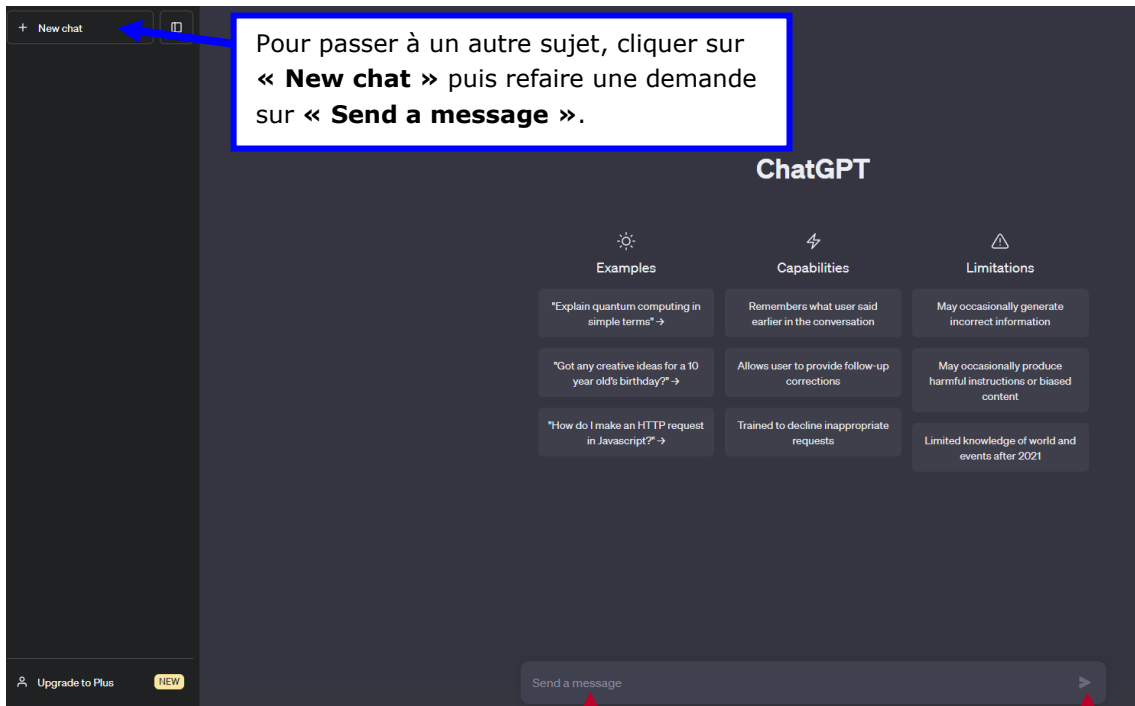 + New chat
Pour passer à un autre sujet, cliquer sur
« New chat » puis refaire une demande
sur « Send a message ».
ChatGPT
Examples
"Explain quantum computing in
simple terms" →
"Got any creative ideas for a 10
year old's birthday?" →
"How do I make an HTTP request
in Javascript?" →
Capabilities
Remembers what user said
earlier in the conversation
Allows user to provide follow-up
corrections
Trained to decline inappropriate
requests
Limitations
May occasionally generate
incorrect information
May occasionally produce
harmful instructions or biased
content
Limited knowledge of world and
events after 2021
Upgrade to Plus
NEW
Send a message